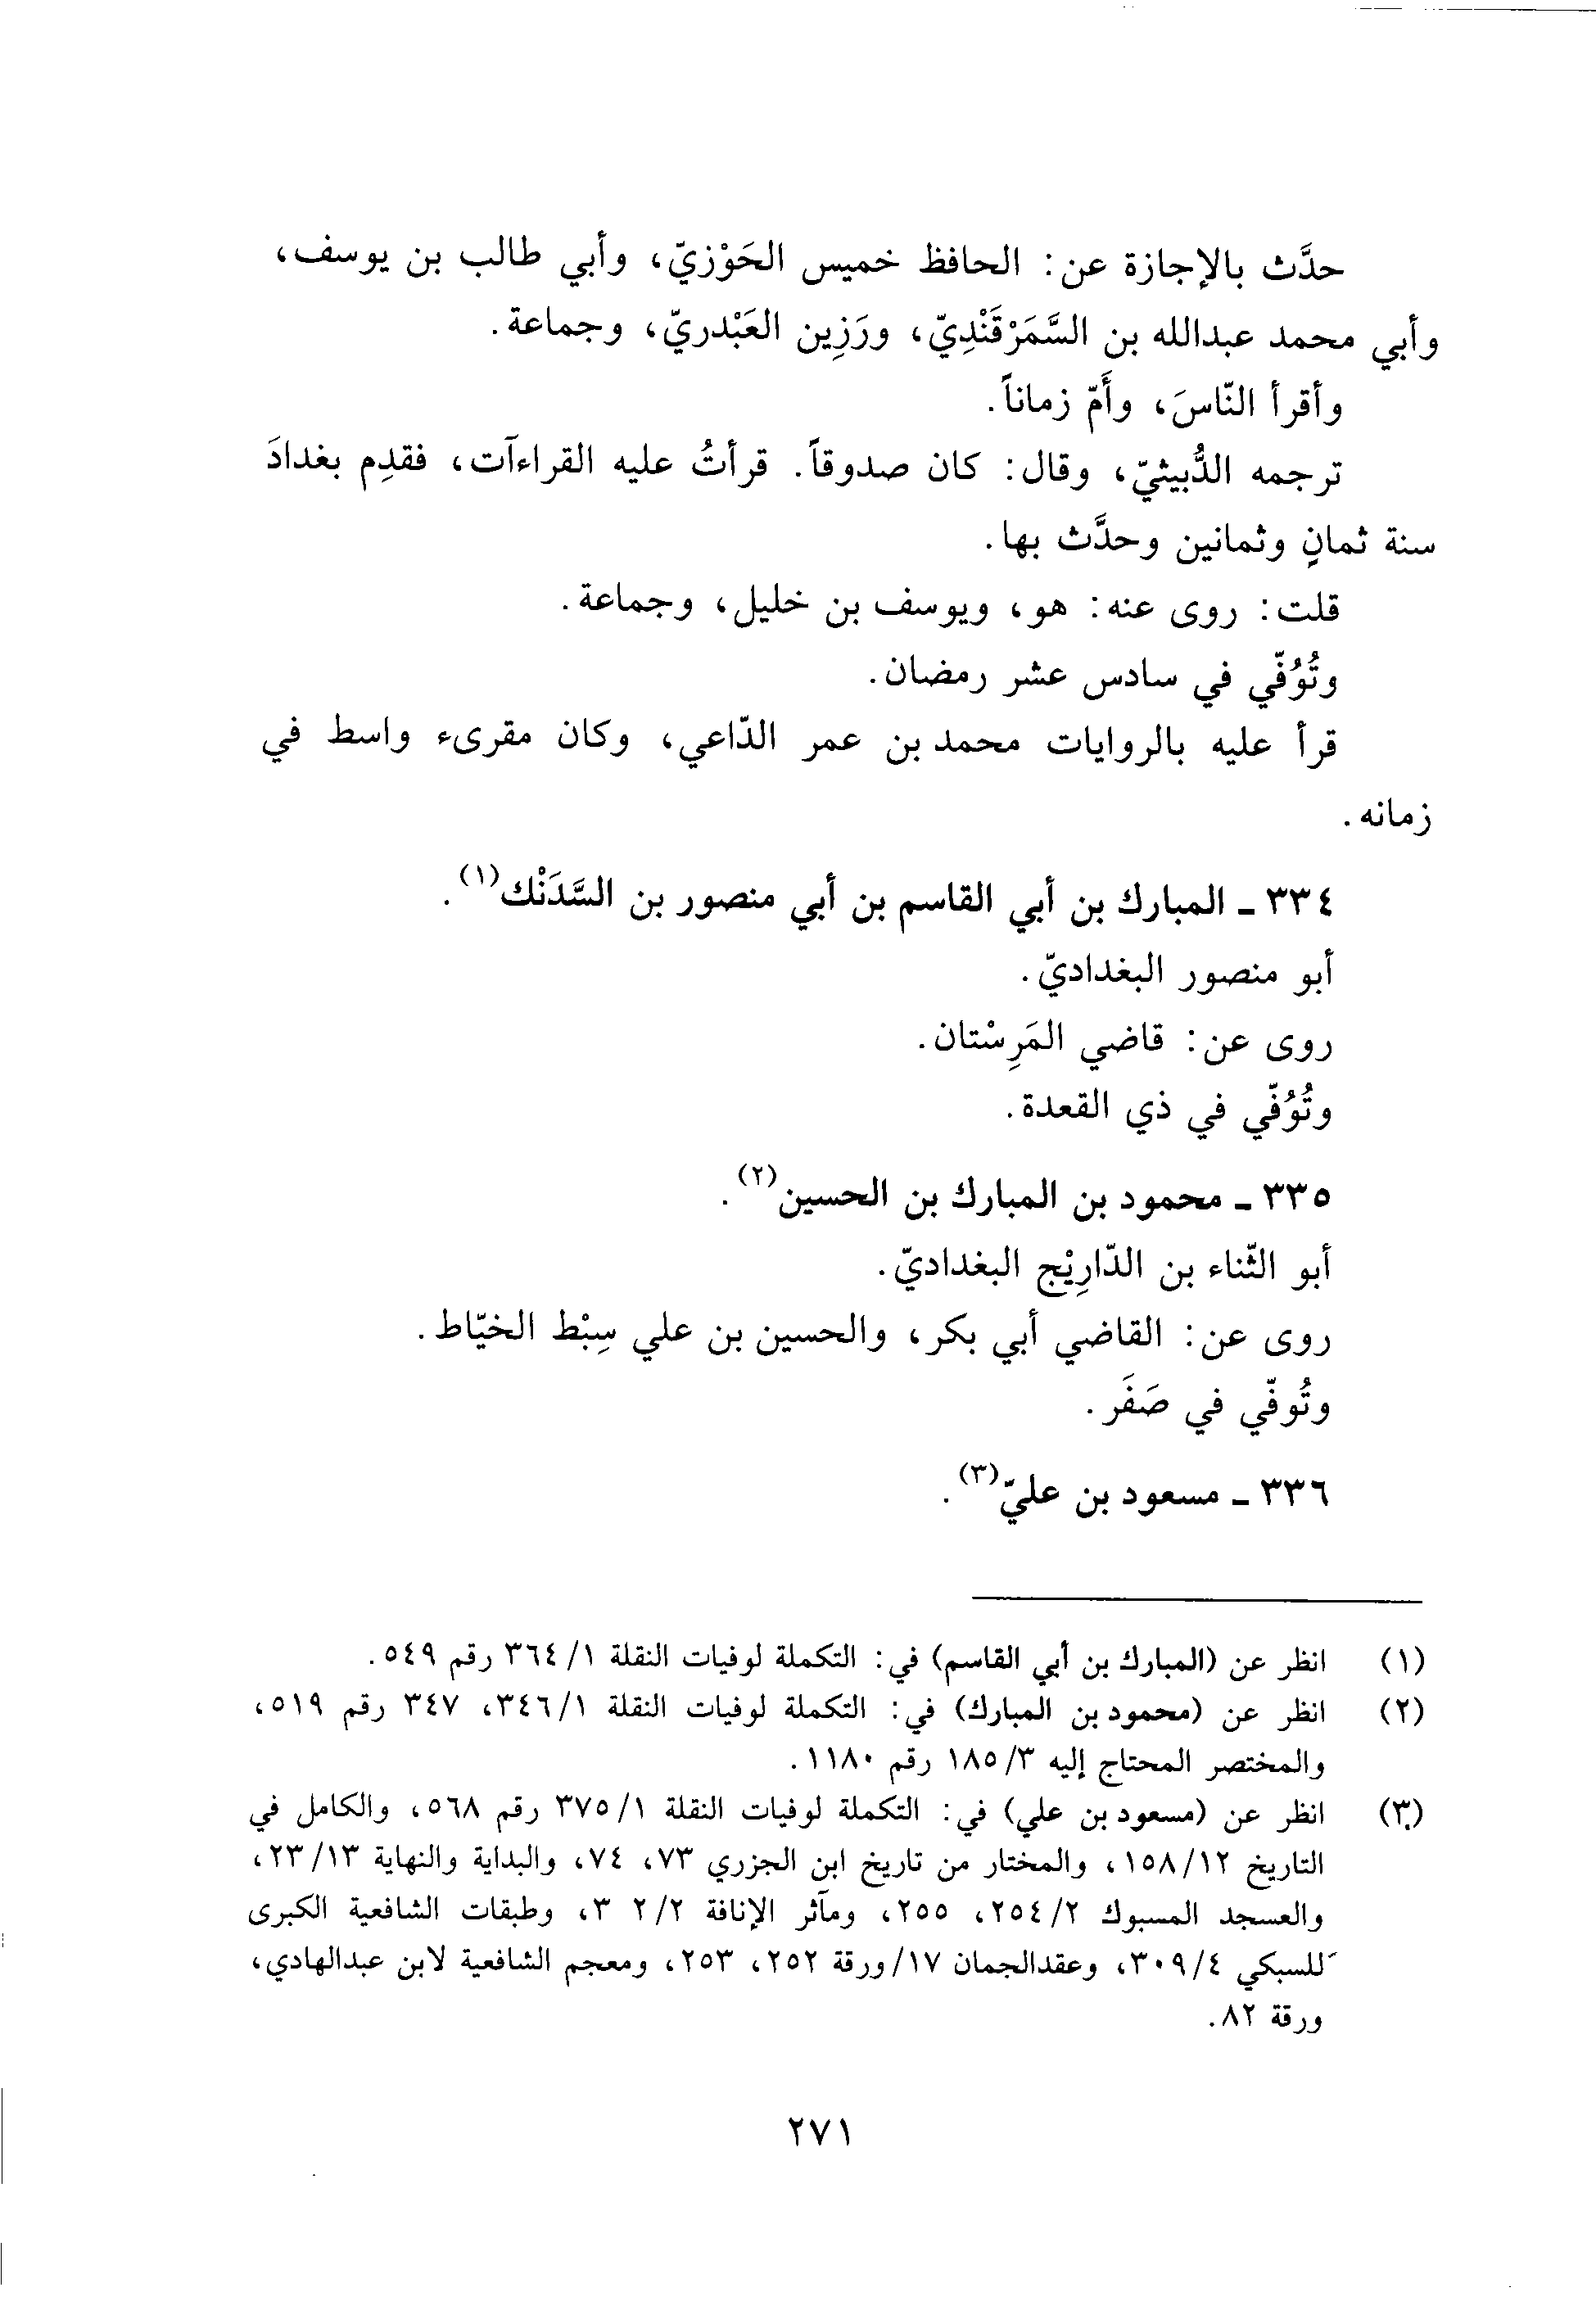 حدَّث بالإجازة عن: الحافظ خميس الحَوْزيّ، وأبي طالب بن يوسف،
وأبي محمد عبدالله بن السَّمَرْقَنْدِيّ، ورَزِين العَبْدريّ، وجماعة.
وأقرأ النّاسَ، وأَمّ زماناً.
ترجمه الدُّبيثيّ، وقال: كان صدوقاً. قرأتُ عليه القراءآت، فقدِم بغدادَ
سنة ثمانٍ وثمانين وحدَّث بها.
قلت: روى عنه: هو، ويوسف بن خليل، وجماعة.
وتُوُفّي في سادس عشر رمضان.
قرأ عليه بالروايات محمد بن عمر الدّاعي، وكان مقرىء واسط في
زمانه.
٣٣٤ ـ المبارك بن أبي القاسم بن أبي منصور بن السَّدَنْك(١).
أبو منصور البغداديّ.
روى عن: قاضي المَرِسْتان.
وتُوُفّي في ذي القعدة.
٣٣٥ ـ محمود بن المبارك بن الحسين(٢).
أبو الثّناء بن الدّارِيْج البغداديّ.
روى عن: القاضي أبي بكر، والحسين بن علي سِبْط الخيّاط.
وتُوفّي في صَفَر.
٣٣٦ ـ مسعود بن عليّ(٣).
(١) انظر عن (المبارك بن أبي القاسم) في: التكملة لوفيات النقلة ١/ ٣٦٤ رقم ٥٤٩.
(٢) انظر عن (محمود بن المبارك) في: التكملة لوفيات النقلة ٣٤٦/١، ٣٤٧ رقم ٥١٩،
والمختصر المحتاج إليه ١٨٥/٣ رقم ١١٨٠.
(٣) انظر عن (مسعود بن علي) في: التكملة لوفيات النقلة ١/ ٣٧٥ رقم ٥٦٨، والكامل في
التاريخ ١٥٨/١٢، والمختار من تاريخ ابن الجزري ٧٣، ٧٤، والبداية والنهاية ٢٣/١٣،
والعسجد المسبوك ٢٥٤/٢، ٢٥٥، ومآثر الإنافة ٢/٢ ٣، وطبقات الشافعية الكبرى
للسبكي ٣٠٩/٤، وعقدالجمان ١٧/ورقة ٢٥٢، ٢٥٣، ومعجم الشافعية لابن عبدالهادي،
ورقة ٨٢.
٢٧١